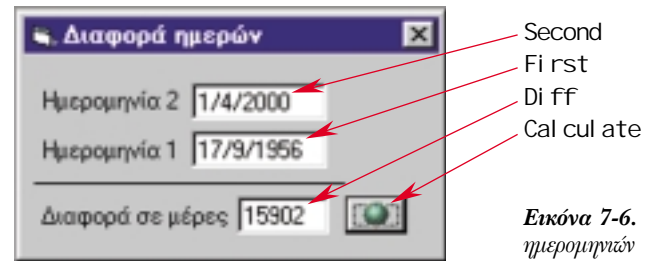 Διαφορά ημερών
Ημερομηνία 2 1/4/2000
Ημερομηνία 1 17/9/1956
Διαφορά σε μέρες 15902
Second
First
Diff
Calculate
Εικόνα 7-6.
ημερομηνιών